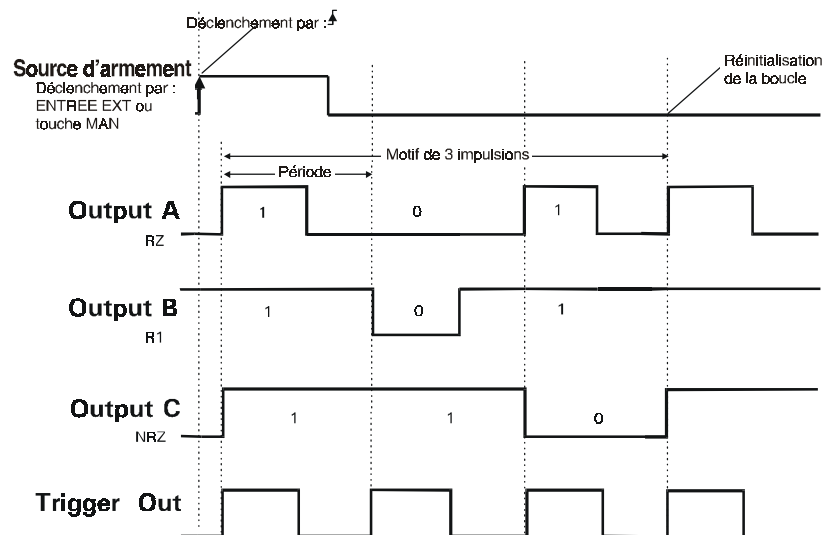 Déclenchement par :
Source d'armement
Déclenchement par :
ENTREE EXT ou
touche MAN
Réinitialisation
de la boucle
Motif de 3 impulsions
Période
Output A
RZ
1 0 1
Output B
R1
1 0 1
Output C
NRZ
1 1 0
Trigger Out